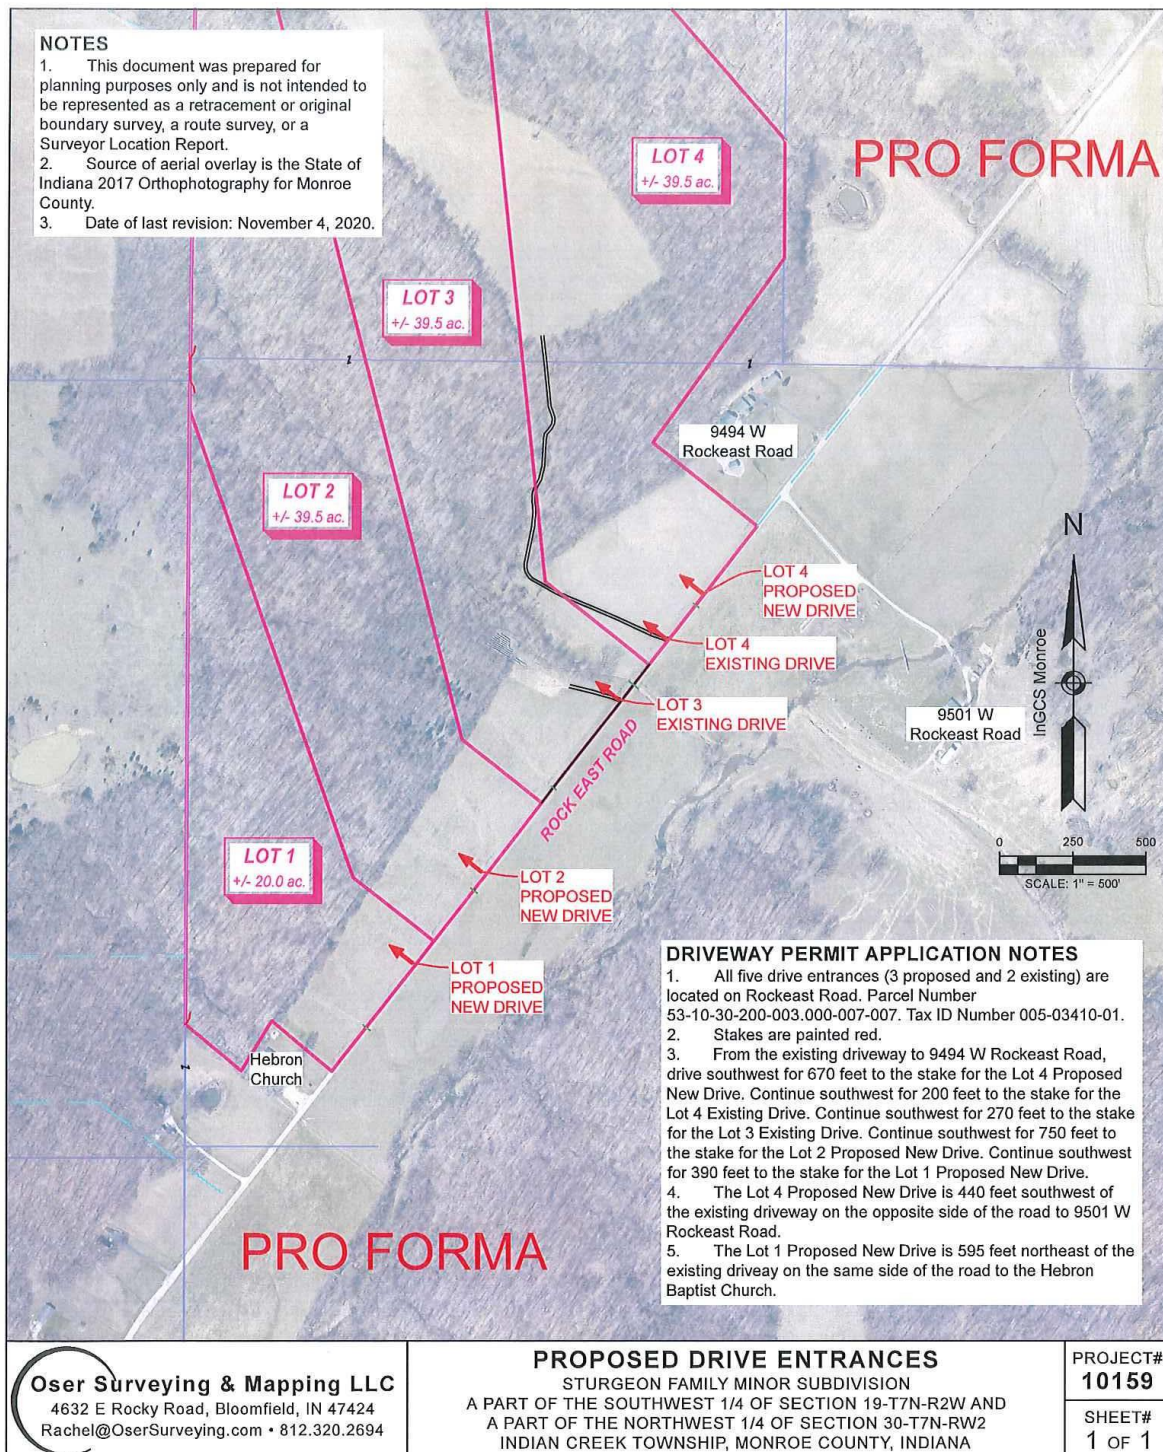 NOTES
1. This document was prepared for
planning purposes only and is not intended to
be represented as a retracement or original
boundary survey, a route survey, or a
Surveyor Location Report.
2. Source of aerial overlay is the State of
Indiana 2017 Orthophotography for Monroe
County.
3. Date of last revision: November 4, 2020.
PRO FORMA
LOT 4
+/- 39.5 ac.
LOT 3
+/- 39.5 ac.
9494 W
Rockeast Road
LOT 2
+/- 39.5 ac.
LOT 4
PROPOSED
NEW DRIVE
LOT 4
EXISTING DRIVE
LOT 3
EXISTING DRIVE
9501 W
Rockeast Road
N
InGCS Monroe
ROCK EAST ROAD
0 250 500
SCALE: 1" = 500'
LOT 1
+/- 20.0 ac.
LOT 2
PROPOSED
NEW DRIVE
LOT 1
PROPOSED
NEW DRIVE
Hebron
Church
DRIVEWAY PERMIT APPLICATION NOTES
1. All five drive entrances (3 proposed and 2 existing) are
located on Rockeast Road. Parcel Number
53-10-30-200-003.000-007-007. Tax ID Number 005-03410-01.
2. Stakes are painted red.
3. From the existing driveway to 9494 W Rockeast Road,
drive southwest for 670 feet to the stake for the Lot 4 Proposed
New Drive. Continue southwest for 200 feet to the stake for the
Lot 4 Existing Drive. Continue southwest for 270 feet to the stake
for the Lot 3 Existing Drive. Continue southwest for 750 feet to
the stake for the Lot 2 Proposed New Drive. Continue southwest
for 390 feet to the stake for the Lot 1 Proposed New Drive.
4. The Lot 4 Proposed New Drive is 440 feet southwest of
the existing driveway on the opposite side of the road to 9501 W
Rockeast Road.
5. The Lot 1 Proposed New Drive is 595 feet northeast of the
existing driveay on the same side of the road to the Hebron
Baptist Church.
PRO FORMA
Oser Surveying & Mapping LLC
4632 E Rocky Road, Bloomfield, IN 47424
Rachel@OserSurveying.com • 812.320.2694
PROPOSED DRIVE ENTRANCES
STURGEON FAMILY MINOR SUBDIVISION
A PART OF THE SOUTHWEST 1/4 OF SECTION 19-T7N-R2W AND
A PART OF THE NORTHWEST 1/4 OF SECTION 30-T7N-RW2
INDIAN CREEK TOWNSHIP, MONROE COUNTY, INDIANA
PROJECT#
10159
SHEET#
1 OF 1